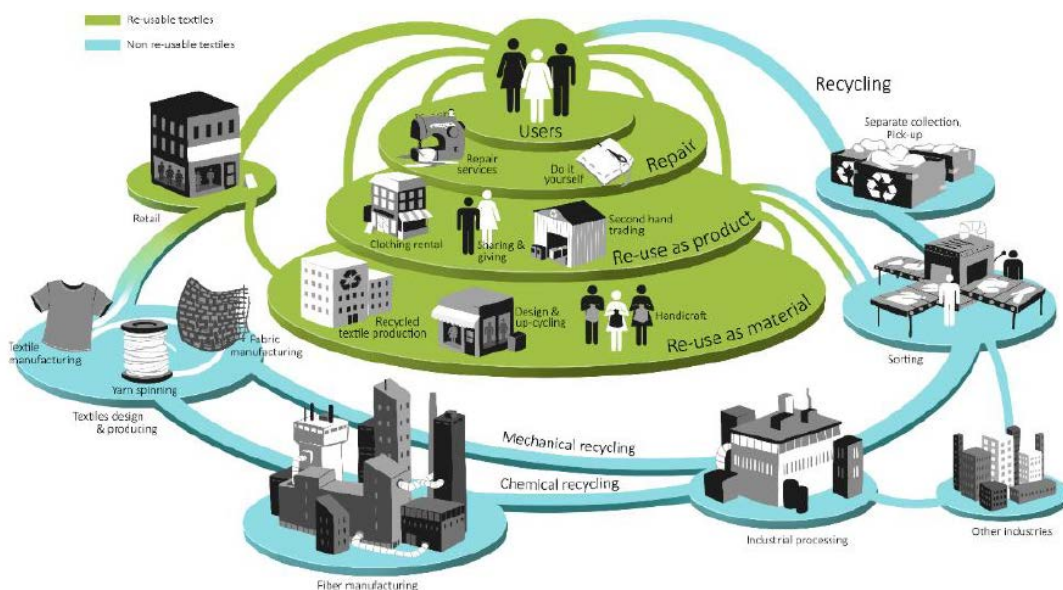 Re-usable textiles
Non re-usable textiles
Recycling
Users
Separate collection,
Pick-up
Repair
services
Do it
yourself
Repair
Retail
Clothing rental
Sharing &
giving
Second hand
trading
Re-use as product
Recycled
textile production
Design &
up-cycling
Handicraft
Re-use as material
Sorting
Textile
manufacturing
Fabric
manufacturing
Yarn spinning
Textiles design
& producing
Mechanical recycling
Chemical recycling
Fiber manufacturing
Industrial processing
Other industries